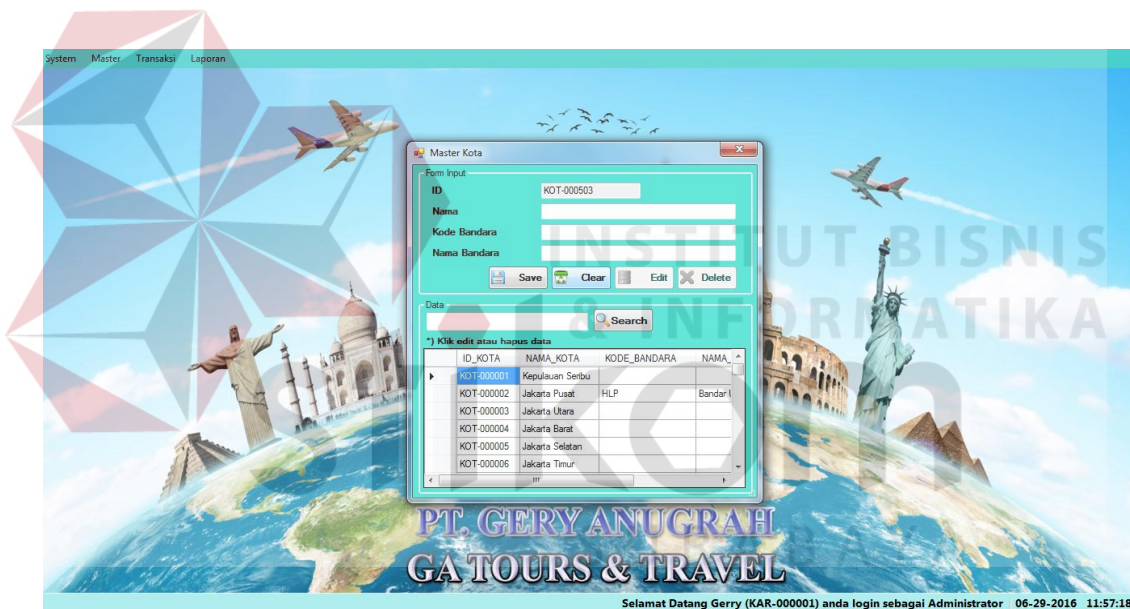 System Master Transaksi Laporan
Master Kota
Form Input
ID KOT-000503
Nama
Kode Bandara
Nama Bandara
Save Clear Edit Delete
Data
Search
*) Klik edit atau hapus data
ID_KOTA NAMA_KOTA KODE_BANDARA NAMA_
KOT-000001 Kepulauan Seribu
KOT-000002 Jakarta Pusat HLP Bandar
KOT-000003 Jakarta Utara
KOT-000004 Jakarta Barat
KOT-000005 Jakarta Selatan
KOT-000006 Jakarta Timur
INSTITUT BISNIS
& INFORMATIKA
stikom
PT. GERY ANUGRAH
GA TOURS & TRAVEL
Selamat Datang Gerry (KAR-000001) anda login sebagai Administrator 06-29-2016 11:57:18